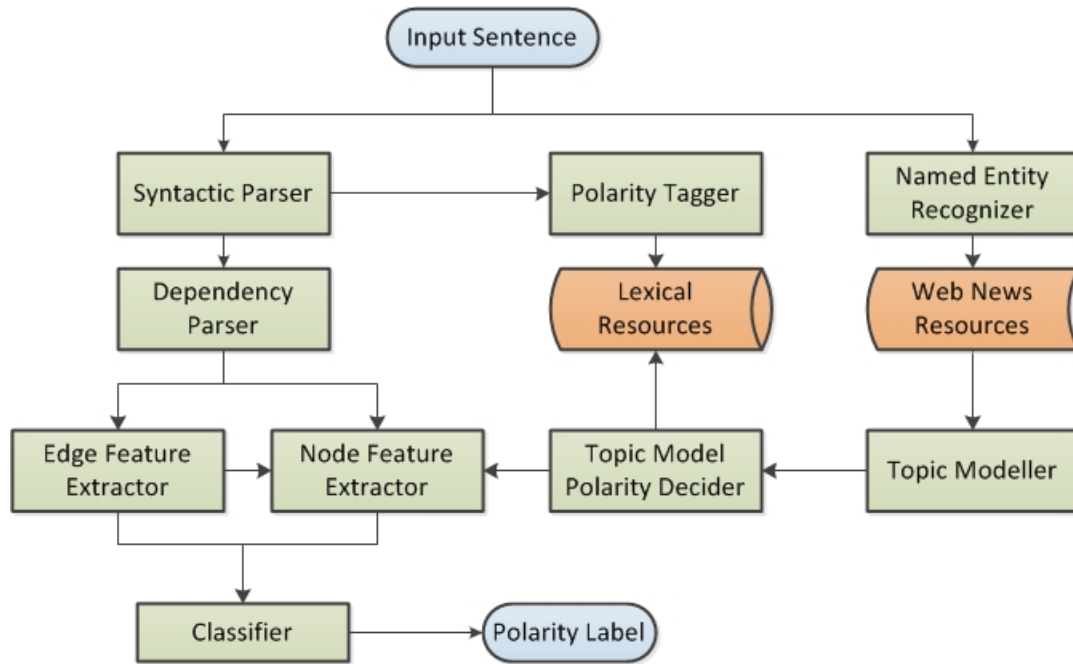 Input Sentence
Syntactic Parser
Polarity Tagger
Named Entity
Recognizer
Dependency
Parser
Lexical
Resources
Web News
Resources
Edge Feature
Extractor
Node Feature
Extractor
Topic Model
Polarity Decider
Topic Modeller
Classifier
Polarity Label